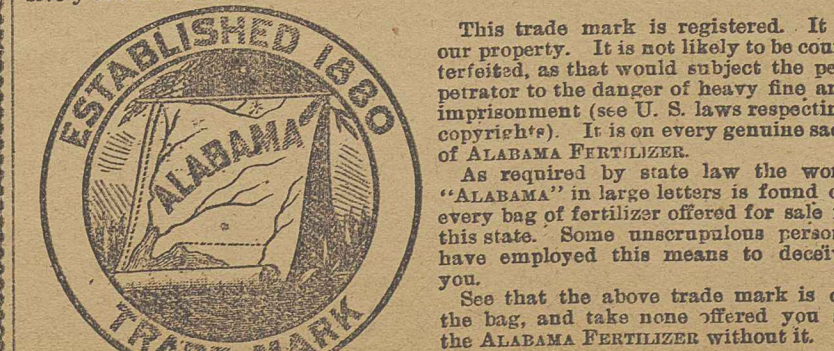 ESTABLISHED 1880
ALABAMA
TRADE MARK
This trade mark is registered. It
our property. It is not likely to be coun
terfeited, as that would subject the pe
petrator to the danger of heavy fine an
imprisonment (see U. S. laws respectin
copyrights). It is on every genuine sac
of ALABAMA FERTILIZER.
As required by state law the wor
"ALABAMA" in large letters is found o
every bag of fertilizer offered for sale
this state. Some unscrupulous person
have employed this means to deceiv
you.
See that the above trade mark is o
the bag, and take none offered you
the ALABAMA FERTILIZER without it.